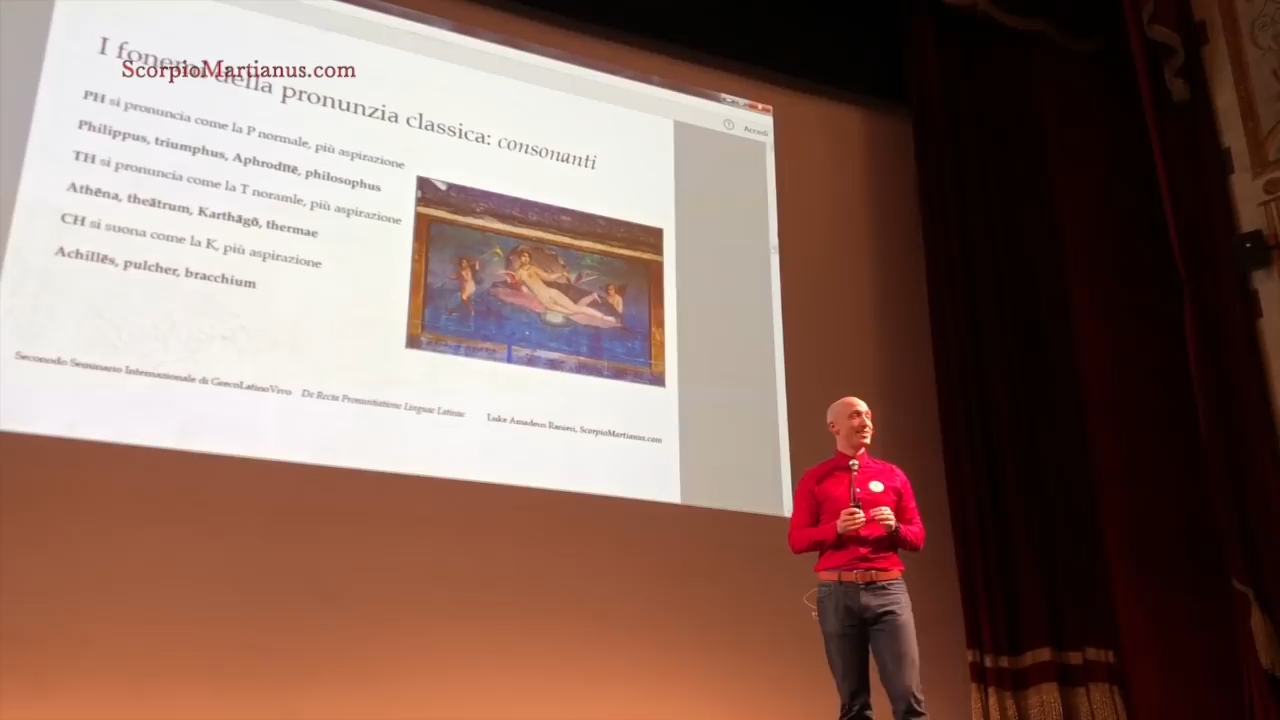 I fonemi della pronunzia classica: consonanti
ScorpioMartianus.com
Accedi
PH si pronuncia come la P normale, più aspirazione
Philippus, triumphus, Aphrodītē, philosophus
TH si pronuncia come la T noramle, più aspirazione
Athēna, theātrum, Karthāgō, thermae
CH si suona come la K, più aspirazione
Achillēs, pulcher, bracchium
Seconodo Seminario Internazionale di GrecoLatinoVivo De Recta Pronuntiatione Linguae Latinae Luke Amadeus Ranieri, ScorpioMartianus.com